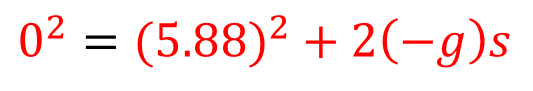 0² = (5.88)² + 2(−g)s